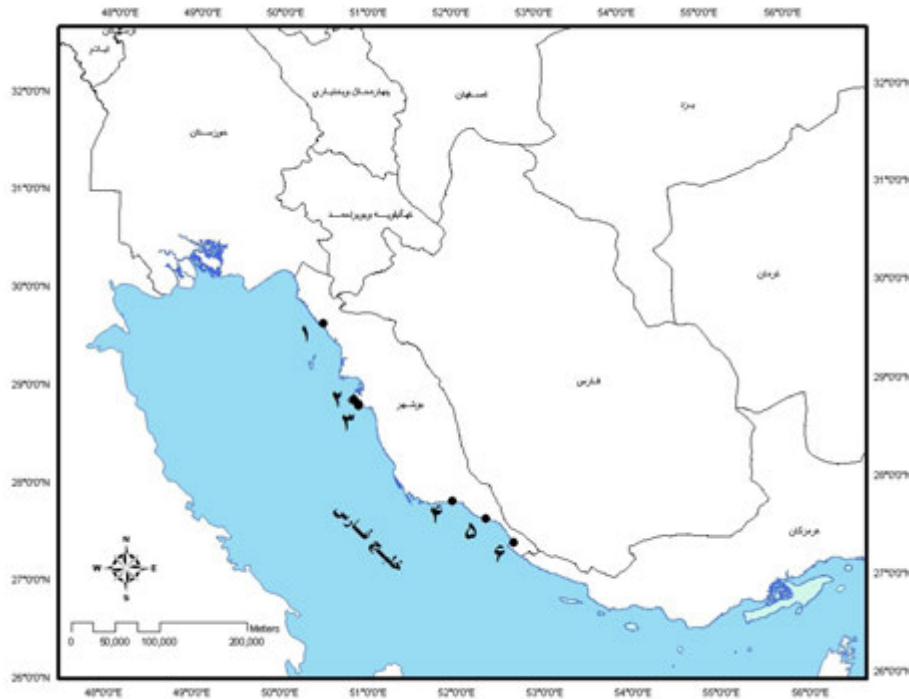 48°0'0"E 49°0'0"E 50°0'0"E 51°0'0"E 52°0'0"E 53°0'0"E 54°0'0"E 55°0'0"E 56°0'0"E
ایلام
چهارمحال وبختیاری
اصفهان
یزد
32°0'0"N 32°0'0"N
خوزستان
31°0'0"N 31°0'0"N
کهگیلویه وبویراحمد
30°0'0"N 30°0'0"N
کرمان
۱
29°0'0"N 29°0'0"N
فارس
۲
بوشهر
۳
28°0'0"N 28°0'0"N
۴
۵
خلیج فارس
۶
هرمزگان
N
W E
S
27°0'0"N 27°0'0"N
Meters
0 50,000 100,000 200,000
26°0'0"N 26°0'0"N
48°0'0"E 49°0'0"E 50°0'0"E 51°0'0"E 52°0'0"E 53°0'0"E 54°0'0"E 55°0'0"E 56°0'0"E